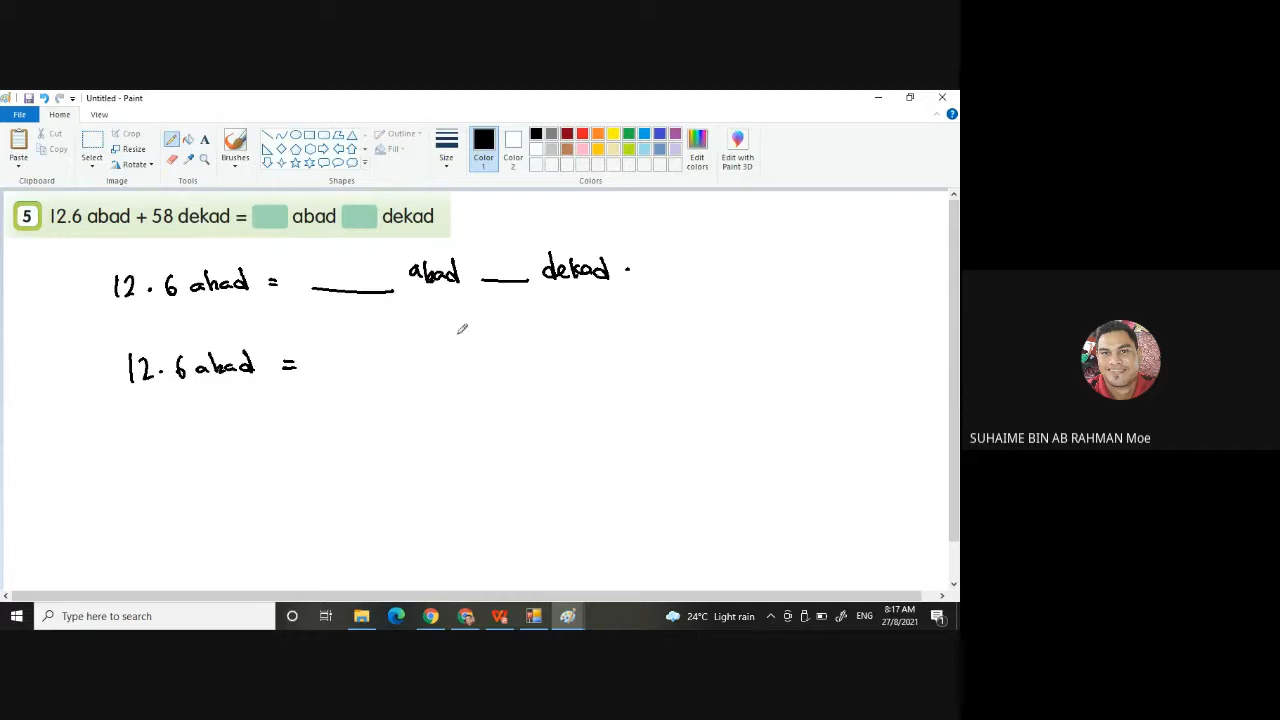 Untitled - Paint
File Home View
Paste Cut Copy Clipboard
Select Crop Resize Rotate Image
Tools
Brushes
Outline Fill Shapes
Size
Color 1
Color 2
Edit colors
Edit with Paint 3D
Colors
5 12.6 abad + 58 dekad = abad dekad
12.6 abad = ____ abad ___ dekad.
12.6 abad =
SUHAIME BIN AB RAHMAN Moe
Type here to search
24°C Light rain
ENG
8:17 AM
27/8/2021
1